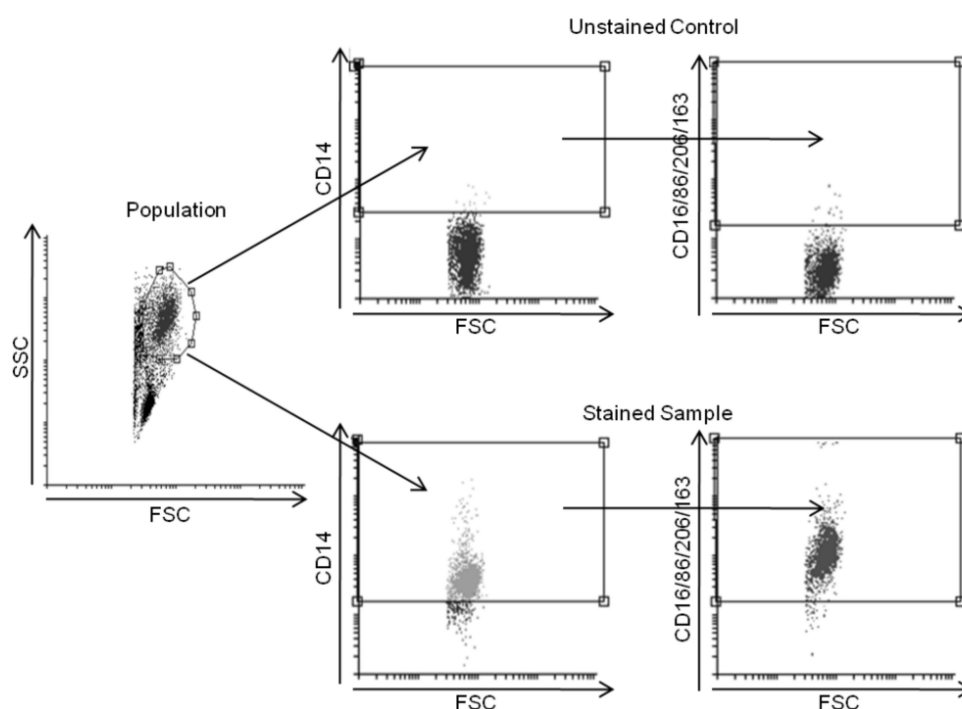 Unstained Control
CD14
CD16/86/206/163
FSC
FSC
Population
SSC
FSC
Stained Sample
CD14
CD16/86/206/163
FSC
FSC